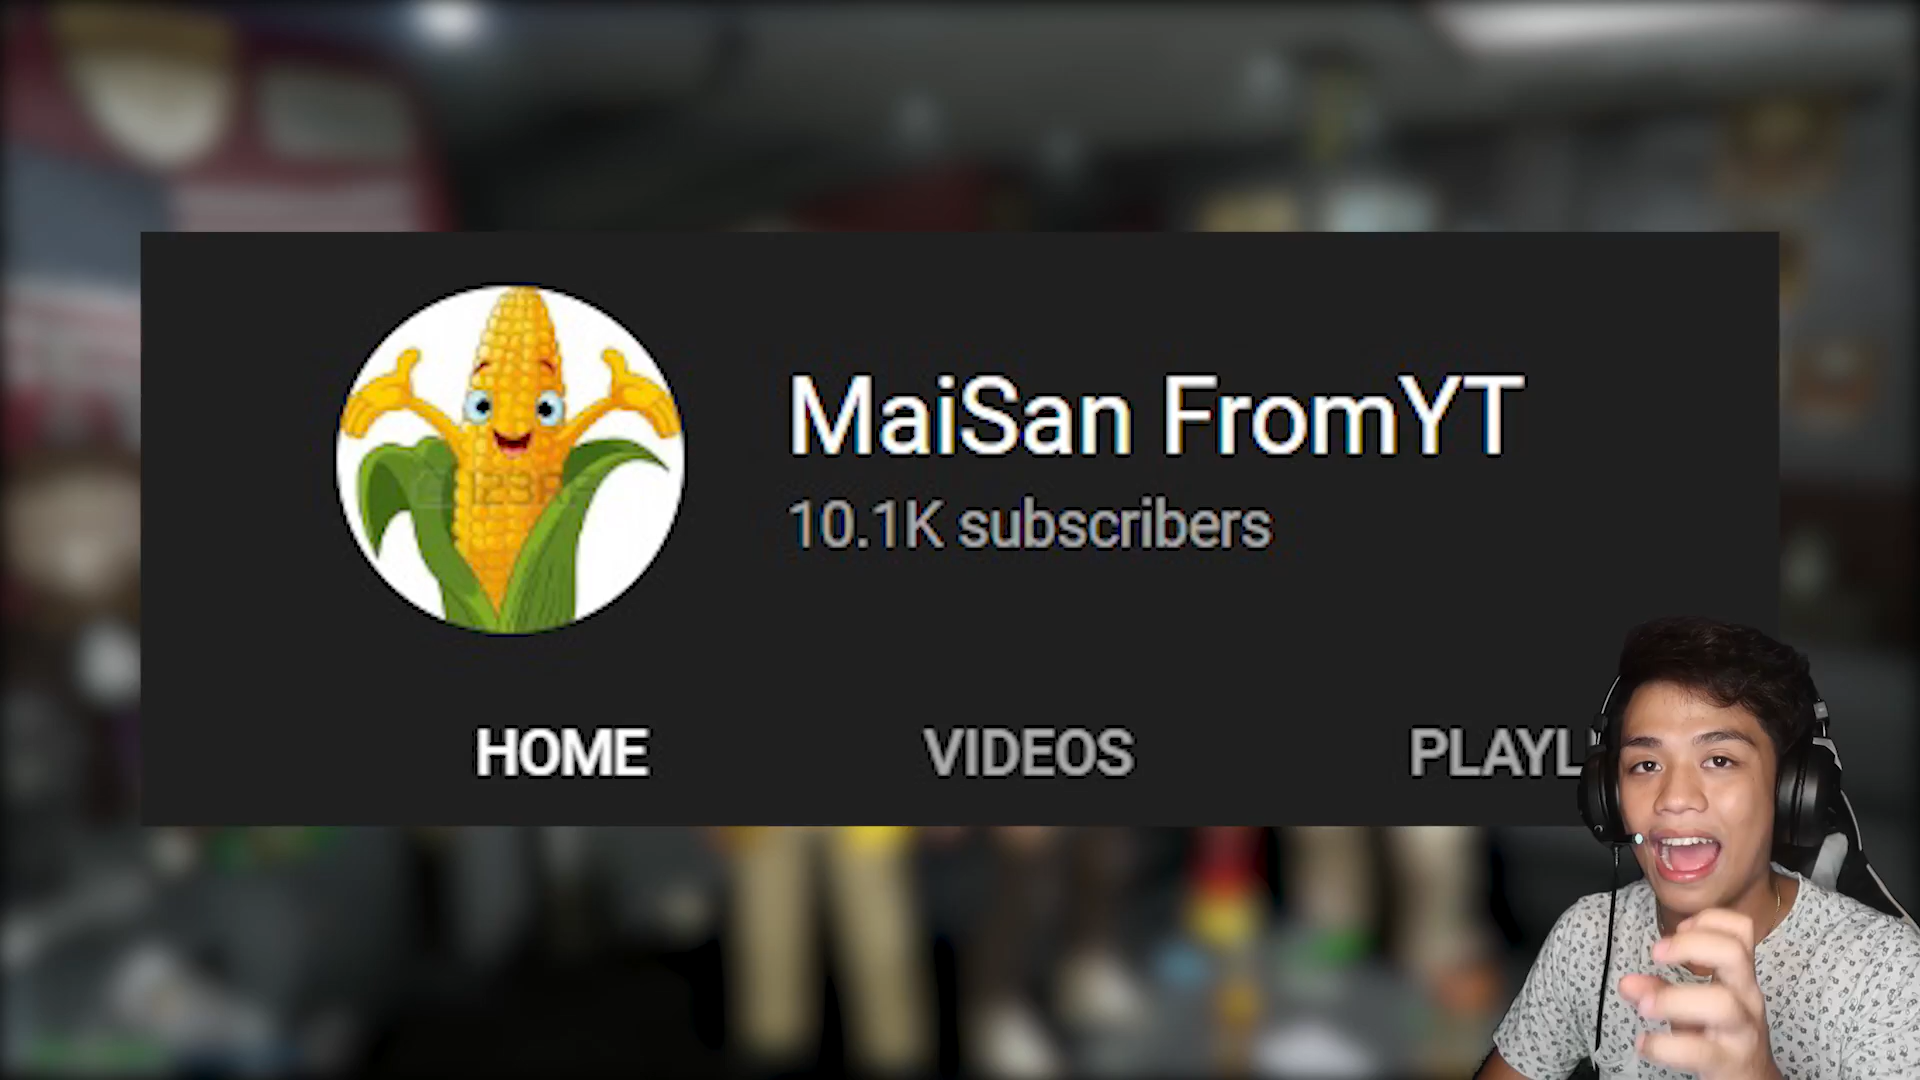 MaiSan FromYT
10.1K subscribers
HOME
VIDEOS
PLAYL